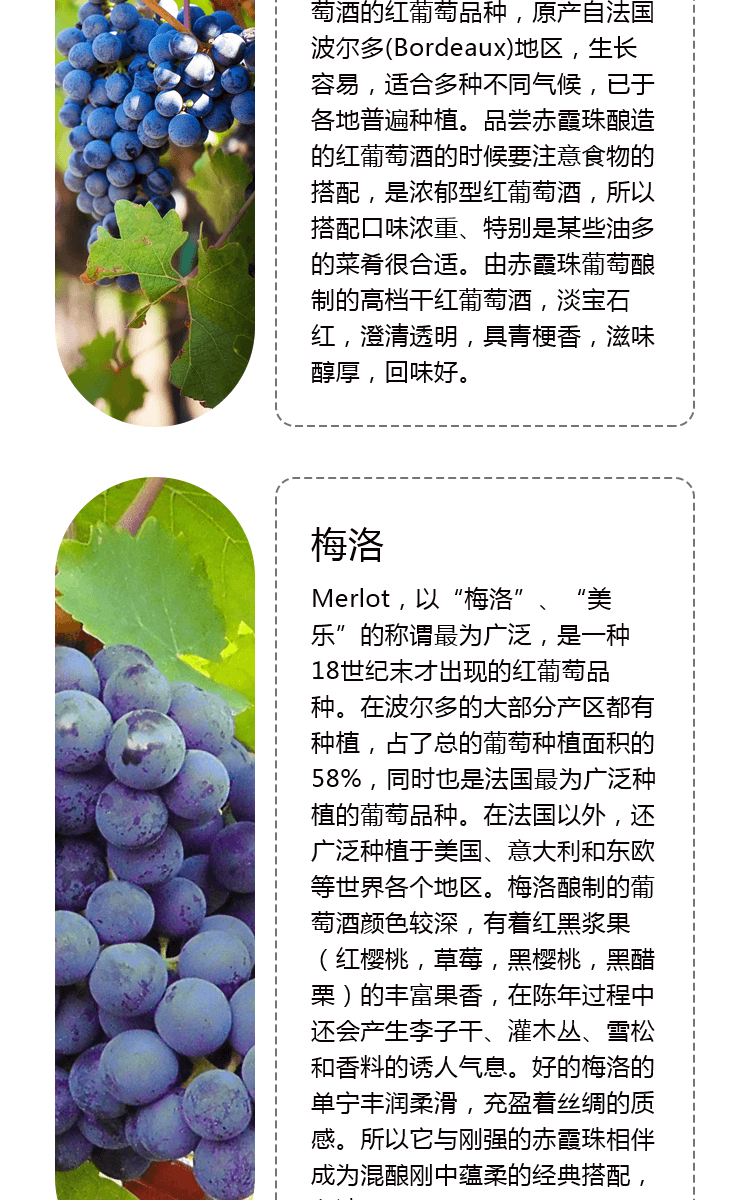 萄酒的红葡萄品种，原产自法国
波尔多(Bordeaux)地区，生长
容易，适合多种不同气候，已于
各地普遍种植。品尝赤霞珠酿造
的红葡萄酒的时候要注意食物的
搭配，是浓郁型红葡萄酒，所以
搭配口味浓重、特别是某些油多
的菜肴很合适。由赤霞珠葡萄酿
制的高档干红葡萄酒，淡宝石
红，澄清透明，具青梗香，滋味
醇厚，回味好。
梅洛
Merlot，以“梅洛”、“美
乐”的称谓最为广泛，是一种
18世纪末才出现的红葡萄品
种。在波尔多的大部分产区都有
种植，占了总的葡萄种植面积的
58%，同时也是法国最为广泛种
植的葡萄品种。在法国以外，还
广泛种植于美国、意大利和东欧
等世界各个地区。梅洛酿制的葡
萄酒颜色较深，有着红黑浆果
（红樱桃，草莓，黑樱桃，黑醋
栗）的丰富果香，在陈年过程中
还会产生李子干、灌木丛、雪松
和香料的诱人气息。好的梅洛的
单宁丰润柔滑，充盈着丝绸的质
感。所以它与刚强的赤霞珠相伴
成为混酿刚中蕴柔的经典搭配，